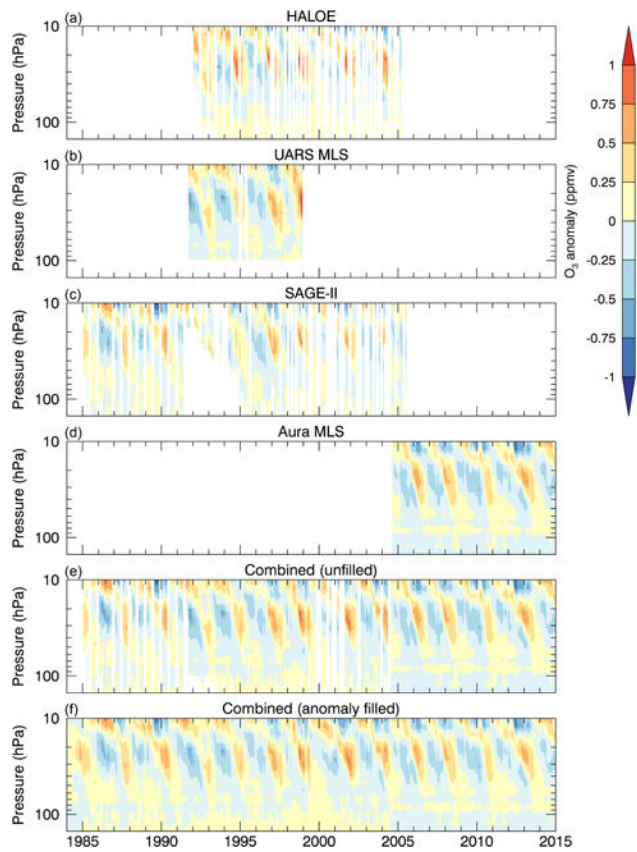 (a) HALOE
10
100
Pressure (hPa)
(b) UARS MLS
10
100
Pressure (hPa)
(c) SAGE-II
10
100
Pressure (hPa)
(d) Aura MLS
10
100
Pressure (hPa)
(e) Combined (unfilled)
10
100
Pressure (hPa)
(f) Combined (anomaly filled)
10
100
Pressure (hPa)
1985 1990 1995 2000 2005 2010 2015
1
0.75
0.5
0.25
0
-0.25
-0.5
-0.75
-1
O3 anomaly (ppmv)